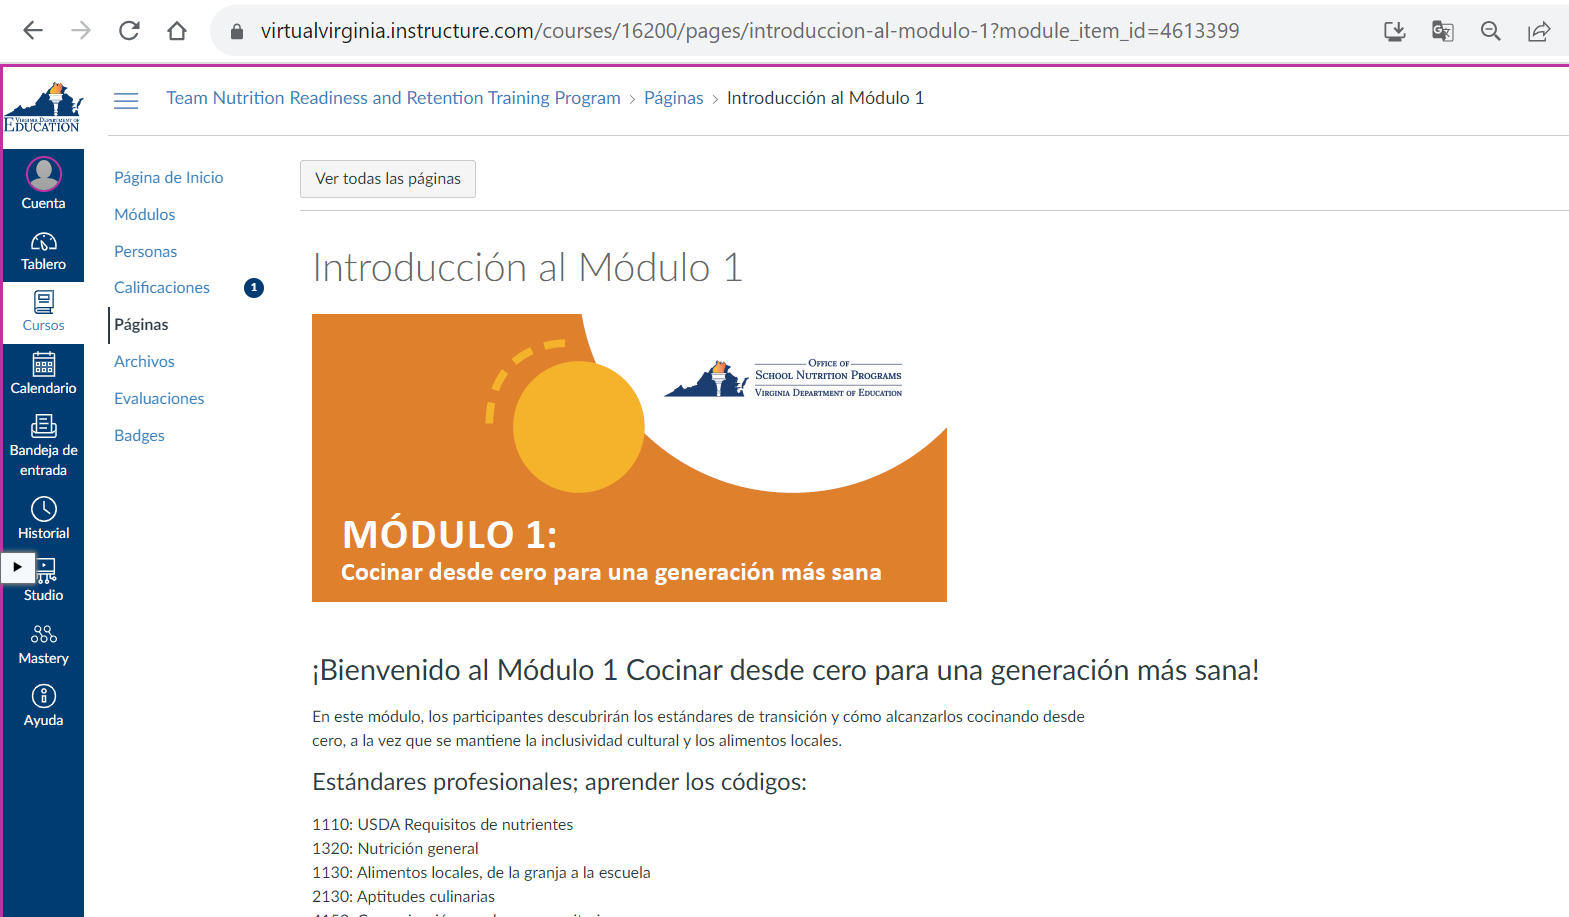 virtualvirginia.instructure.com/courses/16200/pages/introduccion-al-modulo-1?module_item_id=4613399
VIRGINIA DEPARTMENT OF
EDUCATION
Team Nutrition Readiness and Retention Training Program > Páginas > Introducción al Módulo 1
Cuenta
Tablero
Cursos
Calendario
Bandeja de
entrada
Historial
Studio
Mastery
Ayuda
Página de Inicio
Módulos
Personas
Calificaciones 1
Páginas
Archivos
Evaluaciones
Badges
Ver todas las páginas
Introducción al Módulo 1
OFFICE OF
SCHOOL NUTRITION PROGRAMS
VIRGINIA DEPARTMENT OF EDUCATION
MÓDULO 1:
Cocinar desde cero para una generación más sana
¡Bienvenido al Módulo 1 Cocinar desde cero para una generación más sana!
En este módulo, los participantes descubrirán los estándares de transición y cómo alcanzarlos cocinando desde
cero, a la vez que se mantiene la inclusividad cultural y los alimentos locales.
Estándares profesionales; aprender los códigos:
1110: USDA Requisitos de nutrientes
1320: Nutrición general
1130: Alimentos locales, de la granja a la escuela
2130: Aptitudes culinarias